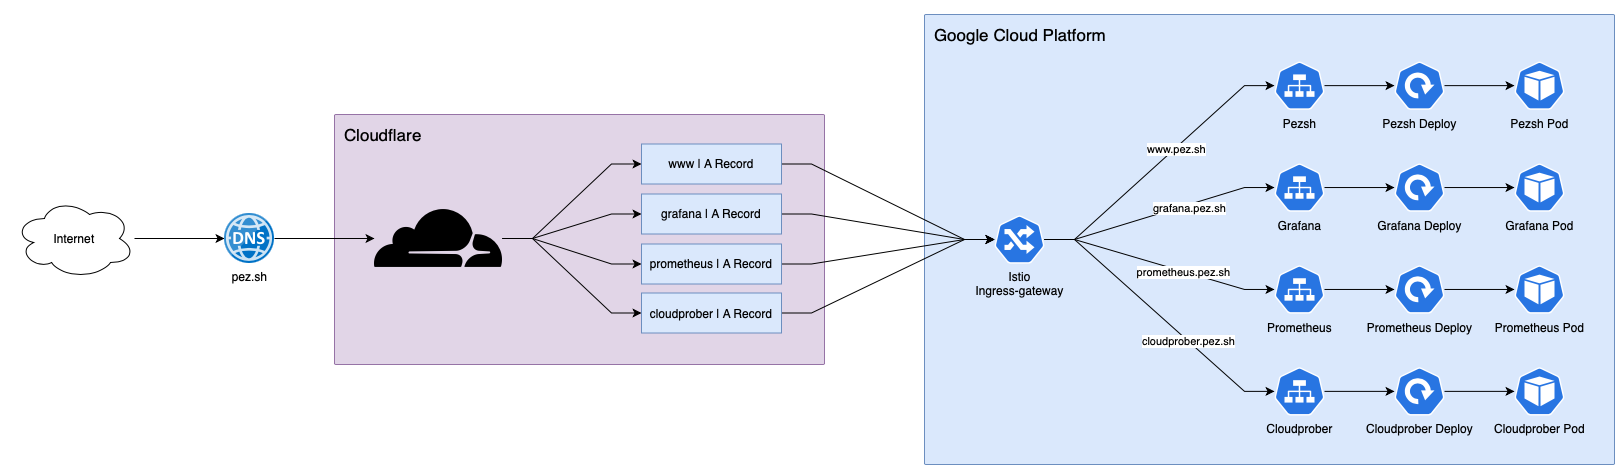 Google Cloud Platform
Cloudflare
Internet
DNS
pez.sh
www | A Record
grafana | A Record
prometheus | A Record
cloudprober | A Record
Istio
Ingress-gateway
www.pez.sh
grafana.pez.sh
prometheus.pez.sh
cloudprober.pez.sh
Pezsh
Pezsh Deploy
Pezsh Pod
Grafana
Grafana Deploy
Grafana Pod
Prometheus
Prometheus Deploy
Prometheus Pod
Cloudprober
Cloudprober Deploy
Cloudprober Pod